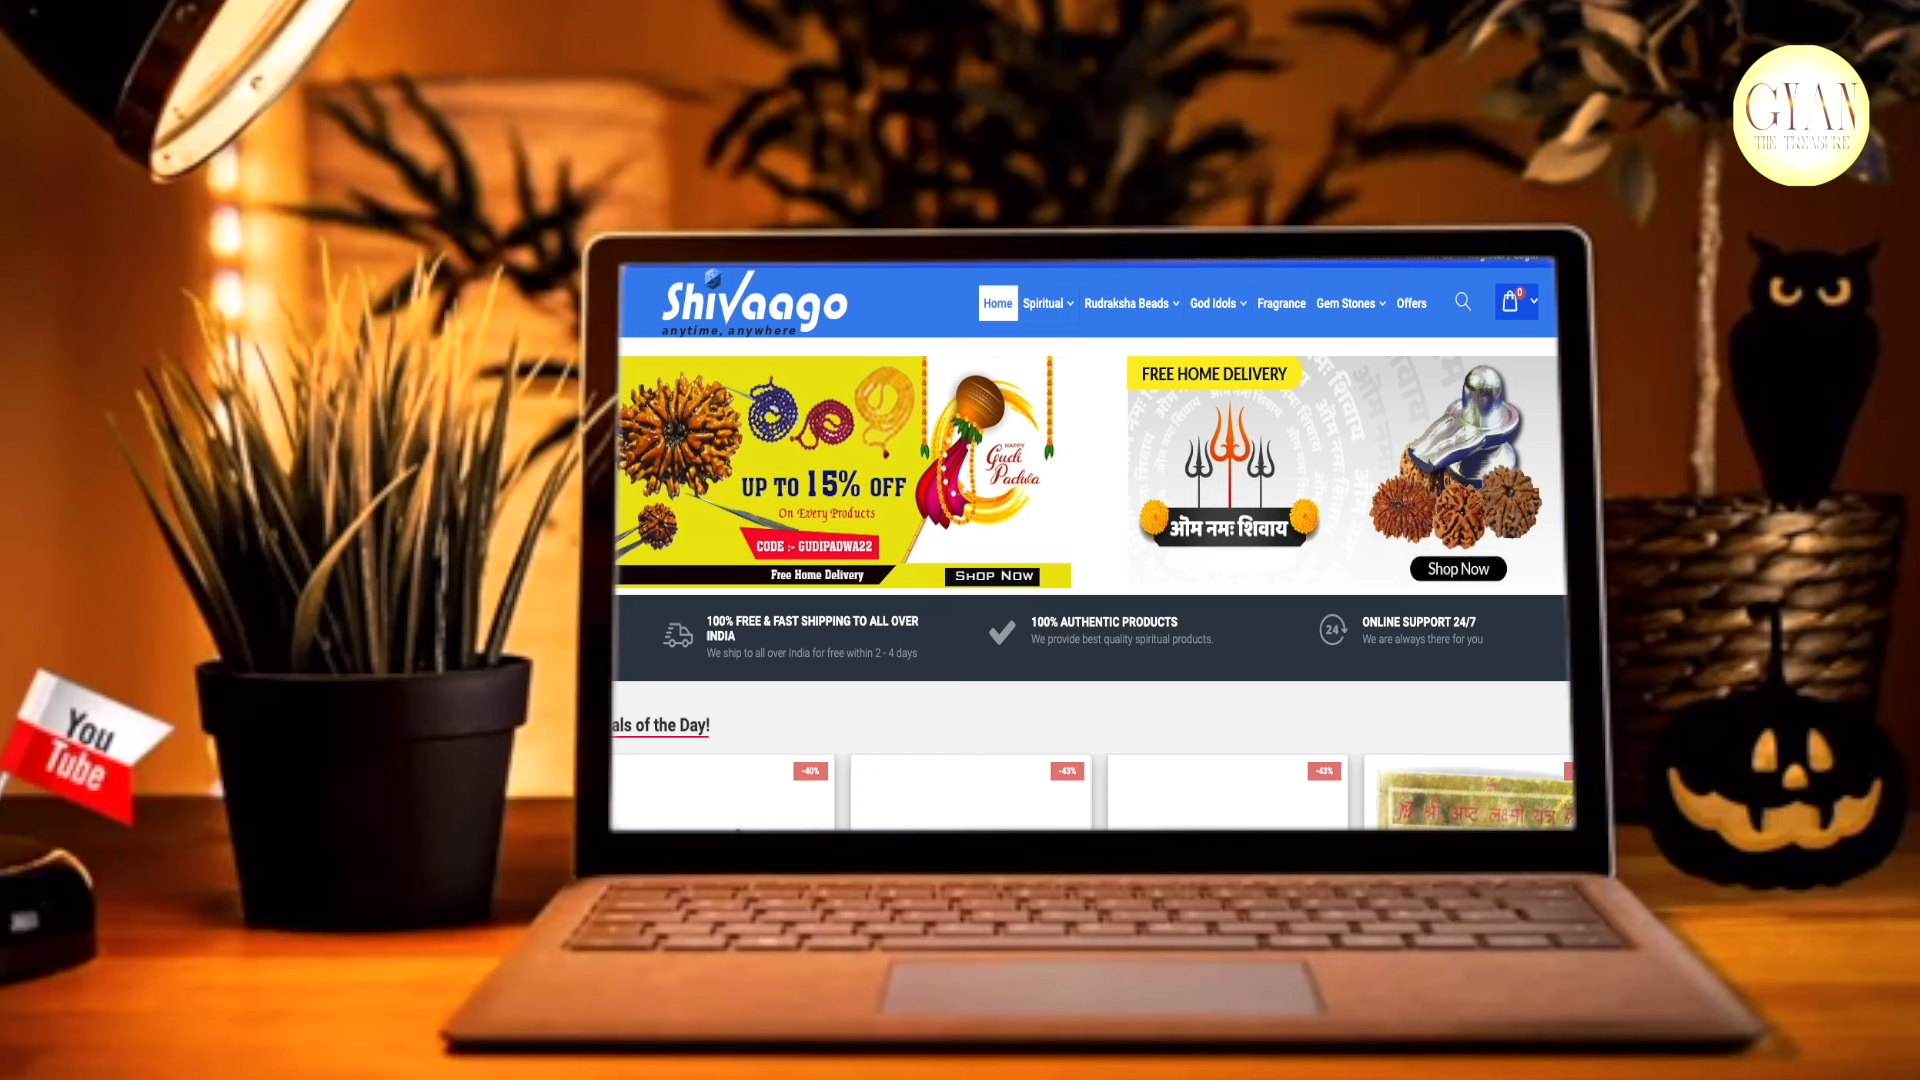 GYAN
THE TREASURE
Shivaago
anytime, anywhere
Home Spiritual Rudraksha Beads God Idols Fragrance Gem Stones Offers
0
UP TO 15% OFF
On Every Products
CODE :- GUDIPADWA22
Free Home Delivery
SHOP NOW
HAPPY
Gudi
Padwa
FREE HOME DELIVERY
ॐ नमः शिवाय
Shop Now
100% FREE & FAST SHIPPING TO ALL OVER
INDIA
We ship to all over India for free within 2 - 4 days
100% AUTHENTIC PRODUCTS
We provide best quality spiritual products.
24
ONLINE SUPPORT 24/7
We are always there for you
als of the Day!
-40%
-43%
-43%
श्री अष्ट लक्ष्मी यंत्र
You
Tube